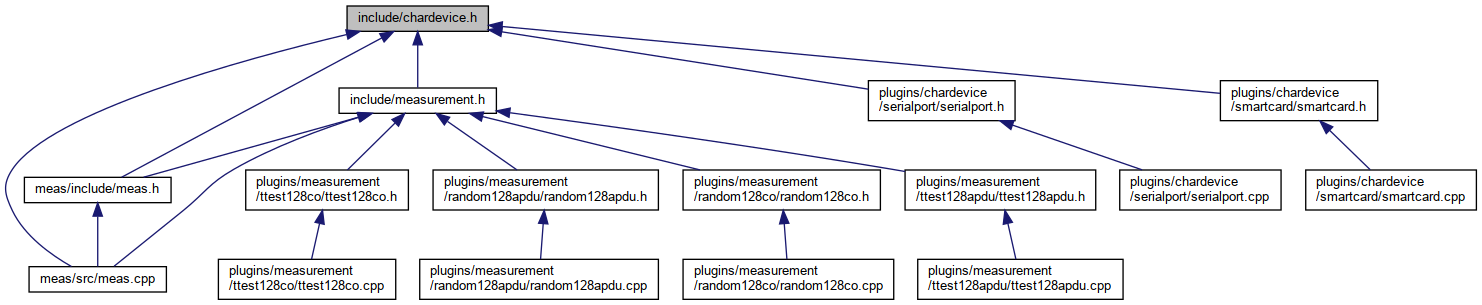 include/chardevice.h
include/measurement.h
plugins/chardevice
/serialport/serialport.h
plugins/chardevice
/smartcard/smartcard.h
meas/include/meas.h
plugins/measurement
/ttest128co/ttest128co.h
plugins/measurement
/random128apdu/random128apdu.h
plugins/measurement
/random128co/random128co.h
plugins/measurement
/ttest128apdu/ttest128apdu.h
plugins/chardevice
/serialport/serialport.cpp
plugins/chardevice
/smartcard/smartcard.cpp
meas/src/meas.cpp
plugins/measurement
/ttest128co/ttest128co.cpp
plugins/measurement
/random128apdu/random128apdu.cpp
plugins/measurement
/random128co/random128co.cpp
plugins/measurement
/ttest128apdu/ttest128apdu.cpp